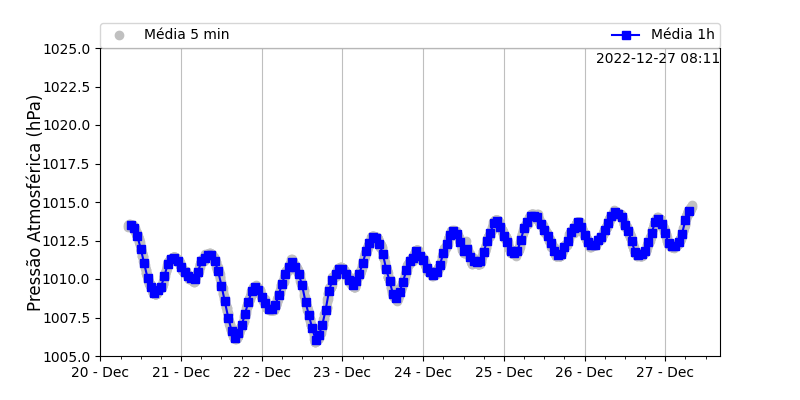 Média 5 min
Média 1h
2022-12-27 08:11
Pressão Atmosférica (hPa)
1025.0
1022.5
1020.0
1017.5
1015.0
1012.5
1010.0
1007.5
1005.0
20 - Dec
21 - Dec
22 - Dec
23 - Dec
24 - Dec
25 - Dec
26 - Dec
27 - Dec